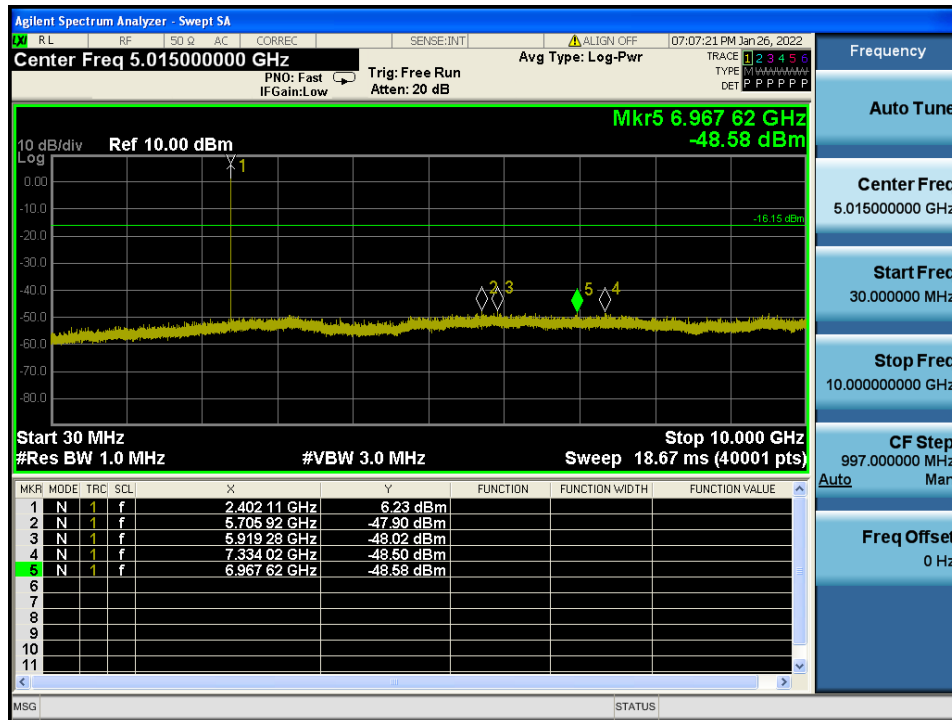 Agilent Spectrum Analyzer - Swept SA
LXI RL RF 50 Ω AC CORREC SENSE:INT ALIGN OFF 07:07:21 PM Jan 26, 2022
Center Freq 5.015000000 GHz
PNO: Fast
IFGain:Low
Trig: Free Run
Atten: 20 dB
Avg Type: Log-Pwr
TRACE 1 2 3 4 5 6
TYPE M
DET P P P P P P
Mkr5 6.967 62 GHz
-48.58 dBm
10 dB/div Ref 10.00 dBm
Log
0.00
-10.0
-20.0
-30.0
-40.0
-50.0
-60.0
-70.0
-80.0
1
-16.15 dBm
2 3 5 4
Start 30 MHz Stop 10.000 GHz
#Res BW 1.0 MHz #VBW 3.0 MHz Sweep 18.67 ms (40001 pts)
MKR MODE TRC SCL X Y FUNCTION FUNCTION WIDTH FUNCTION VALUE
1 N 1 f 2.402 11 GHz 6.23 dBm
2 N 1 f 5.705 92 GHz -47.90 dBm
3 N 1 f 5.919 28 GHz -48.02 dBm
4 N 1 f 7.334 02 GHz -48.50 dBm
5 N 1 f 6.967 62 GHz -48.58 dBm
6
7
8
9
10
11
MSG STATUS
Frequency
Auto Tune
Center Freq
5.015000000 GHz
Start Freq
30.000000 MHz
Stop Freq
10.000000000 GHz
CF Step
997.000000 MHz
Auto Man
Freq Offset
0 Hz